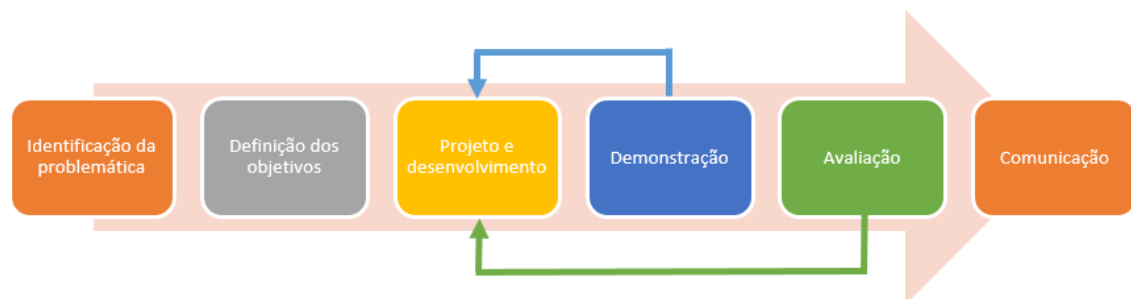 Identificação da
problemática
Definição dos
objetivos
Projeto e
desenvolvimento
Demonstração
Avaliação
Comunicação